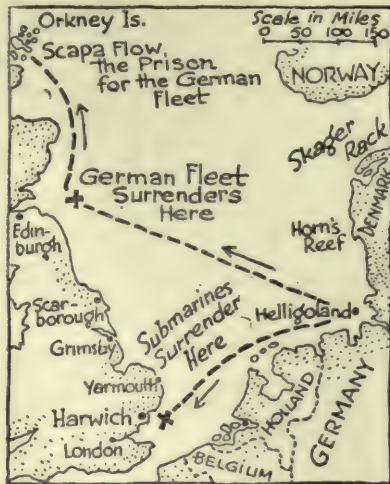 Orkney Is.
Scapa Flow,
the Prison
for the German
Fleet
Scale in Miles
0 50 100 150
NORWAY
Skager Rack
DENMARK
German Fleet
Surrenders
Here
Horn's
Reef
Edin-
burgh
Scar-
borough
Grimsby
Submarines
Surrender
Here
Helligoland
Yarmouth
Harwich
London
HOLLAND
GERMANY
BELGIUM